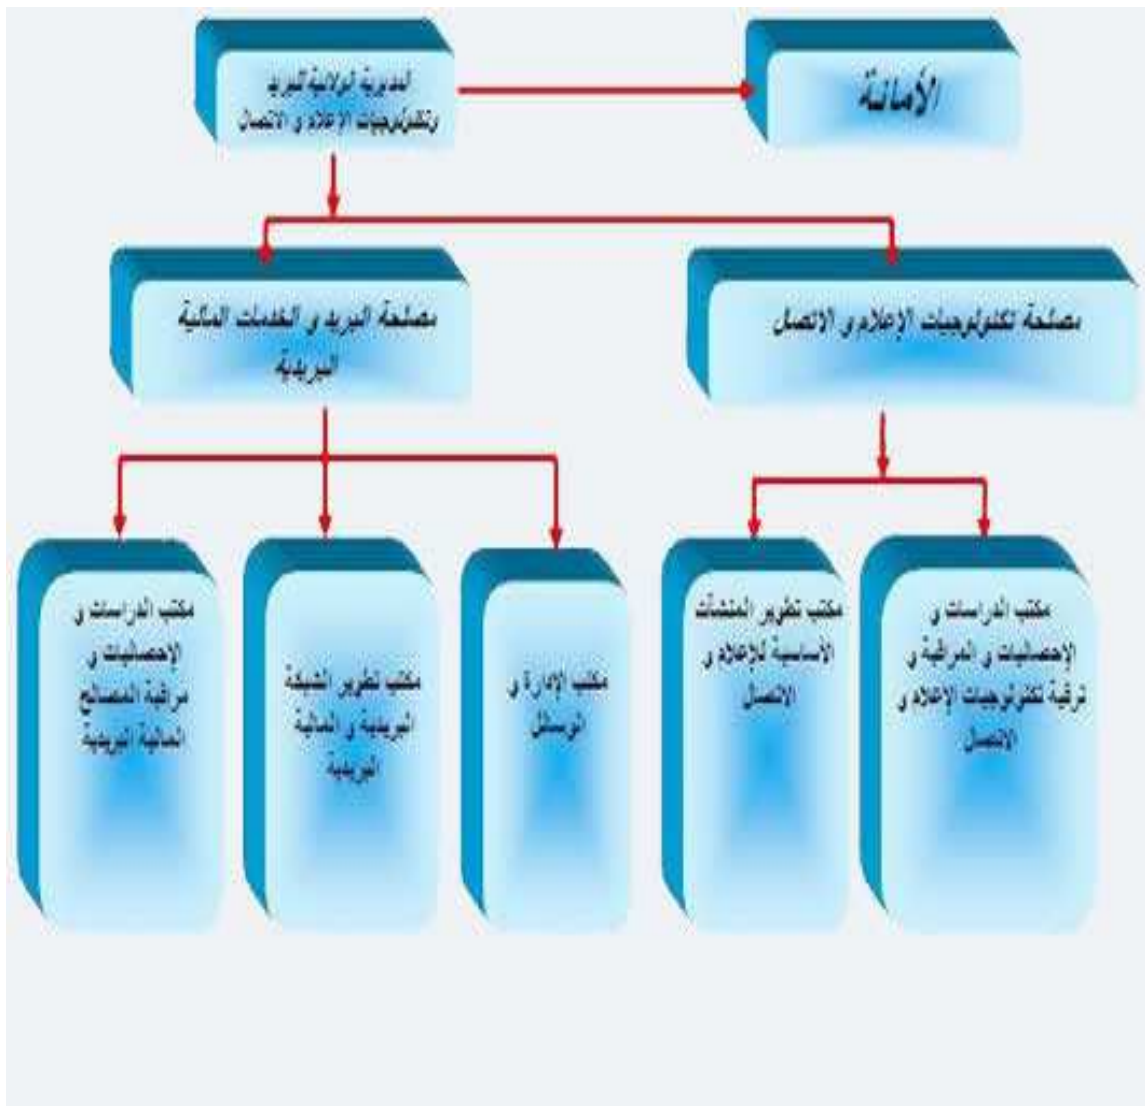 المديرية الولائية للبريد
وتكنولوجيات الإعلام و الاتصال
الأمانة
مصلحة تكنولوجيات الإعلام و الاتصال
مصلحة البريد و الخدمات المالية
البريدية
مكتب الدراسات و
الإحصائيات و المراقبة و
ترقية تكنولوجيات الإعلام و
الاتصال
مكتب تطوير المنشآت
الأساسية للإعلام و
الاتصال
مكتب الإدارة و
الوسائل
مكتب تطوير الشبكة
البريدية و المالية
البريدية
مكتب الدراسات و
الإحصائيات و
مراقبة المصالح
المالية البريدية